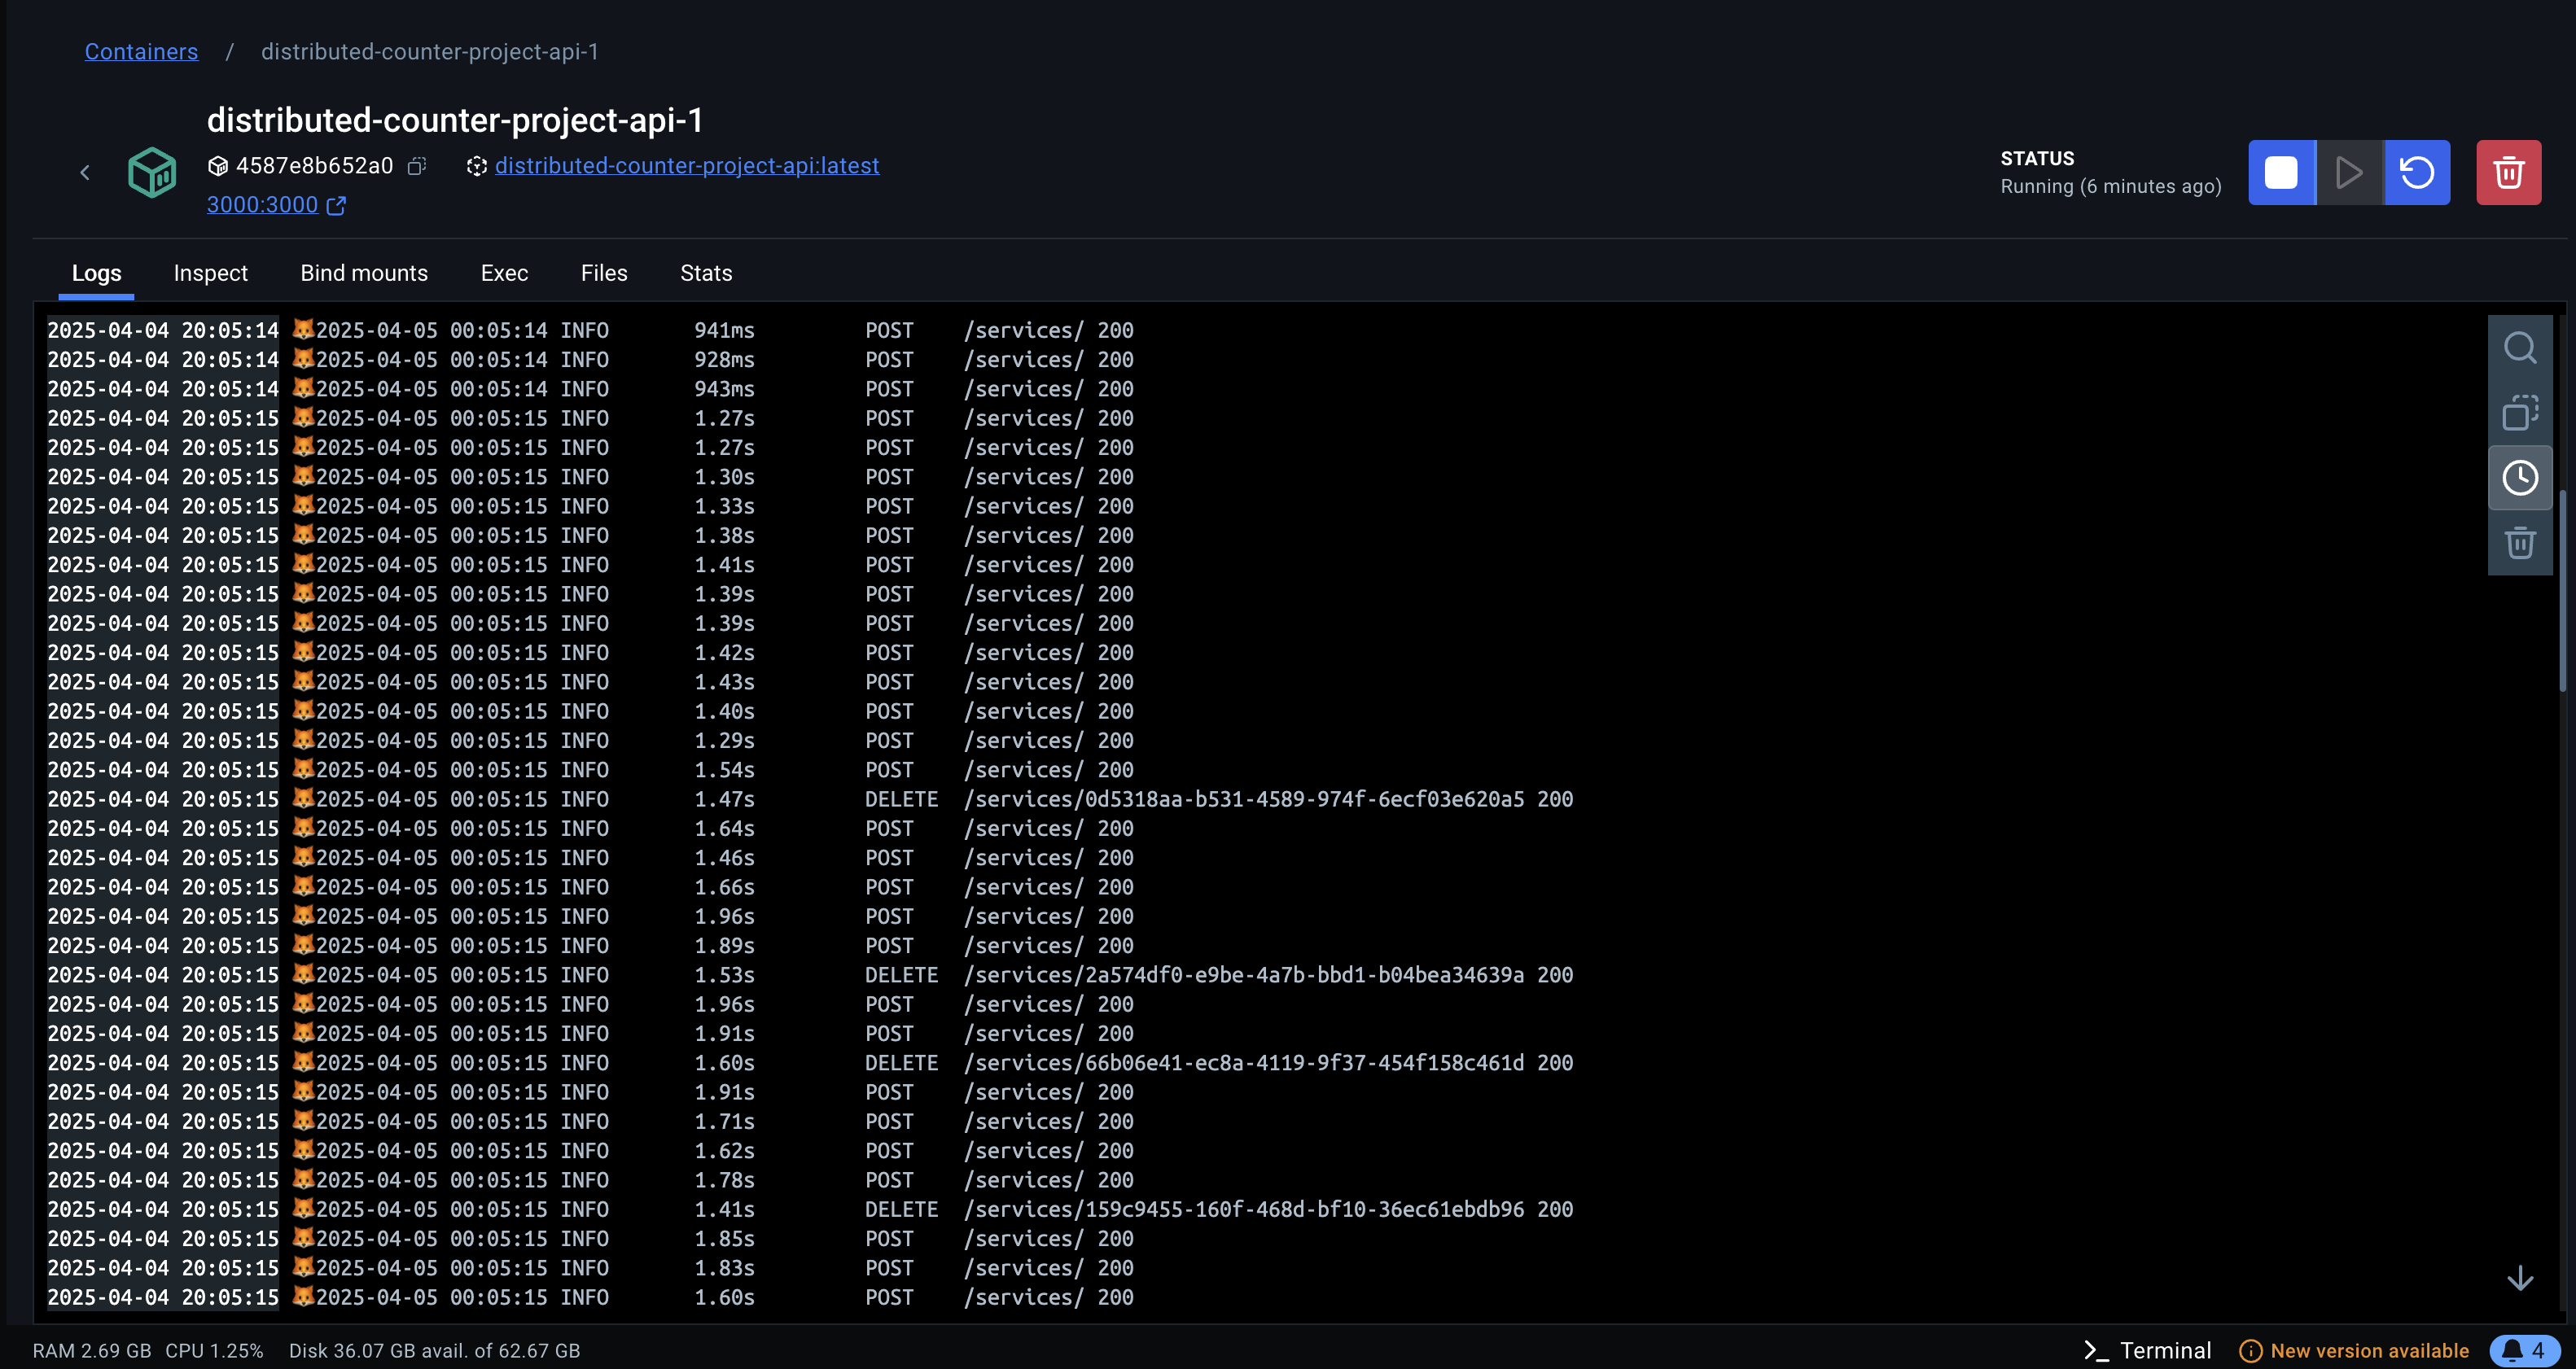 Containers / distributed-counter-project-api-1
distributed-counter-project-api-1
4587e8b652a0 distributed-counter-project-api:latest
3000:3000
STATUS
Running (6 minutes ago)
Logs Inspect Bind mounts Exec Files Stats
2025-04-04 20:05:14 🦊2025-04-05 00:05:14 INFO 941ms POST /services/ 200
2025-04-04 20:05:14 🦊2025-04-05 00:05:14 INFO 928ms POST /services/ 200
2025-04-04 20:05:14 🦊2025-04-05 00:05:14 INFO 943ms POST /services/ 200
2025-04-04 20:05:15 🦊2025-04-05 00:05:15 INFO 1.27s POST /services/ 200
2025-04-04 20:05:15 🦊2025-04-05 00:05:15 INFO 1.27s POST /services/ 200
2025-04-04 20:05:15 🦊2025-04-05 00:05:15 INFO 1.30s POST /services/ 200
2025-04-04 20:05:15 🦊2025-04-05 00:05:15 INFO 1.33s POST /services/ 200
2025-04-04 20:05:15 🦊2025-04-05 00:05:15 INFO 1.38s POST /services/ 200
2025-04-04 20:05:15 🦊2025-04-05 00:05:15 INFO 1.41s POST /services/ 200
2025-04-04 20:05:15 🦊2025-04-05 00:05:15 INFO 1.39s POST /services/ 200
2025-04-04 20:05:15 🦊2025-04-05 00:05:15 INFO 1.39s POST /services/ 200
2025-04-04 20:05:15 🦊2025-04-05 00:05:15 INFO 1.42s POST /services/ 200
2025-04-04 20:05:15 🦊2025-04-05 00:05:15 INFO 1.43s POST /services/ 200
2025-04-04 20:05:15 🦊2025-04-05 00:05:15 INFO 1.40s POST /services/ 200
2025-04-04 20:05:15 🦊2025-04-05 00:05:15 INFO 1.29s POST /services/ 200
2025-04-04 20:05:15 🦊2025-04-05 00:05:15 INFO 1.54s POST /services/ 200
2025-04-04 20:05:15 🦊2025-04-05 00:05:15 INFO 1.47s DELETE /services/0d5318aa-b531-4589-974f-6ecf03e620a5 200
2025-04-04 20:05:15 🦊2025-04-05 00:05:15 INFO 1.64s POST /services/ 200
2025-04-04 20:05:15 🦊2025-04-05 00:05:15 INFO 1.46s POST /services/ 200
2025-04-04 20:05:15 🦊2025-04-05 00:05:15 INFO 1.66s POST /services/ 200
2025-04-04 20:05:15 🦊2025-04-05 00:05:15 INFO 1.96s POST /services/ 200
2025-04-04 20:05:15 🦊2025-04-05 00:05:15 INFO 1.89s POST /services/ 200
2025-04-04 20:05:15 🦊2025-04-05 00:05:15 INFO 1.53s DELETE /services/2a574df0-e9be-4a7b-bbd1-b04bea34639a 200
2025-04-04 20:05:15 🦊2025-04-05 00:05:15 INFO 1.96s POST /services/ 200
2025-04-04 20:05:15 🦊2025-04-05 00:05:15 INFO 1.91s POST /services/ 200
2025-04-04 20:05:15 🦊2025-04-05 00:05:15 INFO 1.60s DELETE /services/66b06e41-ec8a-4119-9f37-454f158c461d 200
2025-04-04 20:05:15 🦊2025-04-05 00:05:15 INFO 1.91s POST /services/ 200
2025-04-04 20:05:15 🦊2025-04-05 00:05:15 INFO 1.71s POST /services/ 200
2025-04-04 20:05:15 🦊2025-04-05 00:05:15 INFO 1.62s POST /services/ 200
2025-04-04 20:05:15 🦊2025-04-05 00:05:15 INFO 1.78s POST /services/ 200
2025-04-04 20:05:15 🦊2025-04-05 00:05:15 INFO 1.41s DELETE /services/159c9455-160f-468d-bf10-36ec61ebdb96 200
2025-04-04 20:05:15 🦊2025-04-05 00:05:15 INFO 1.85s POST /services/ 200
2025-04-04 20:05:15 🦊2025-04-05 00:05:15 INFO 1.83s POST /services/ 200
2025-04-04 20:05:15 🦊2025-04-05 00:05:15 INFO 1.60s POST /services/ 200
RAM 2.69 GB CPU 1.25% Disk 36.07 GB avail. of 62.67 GB >_ Terminal New version available 4